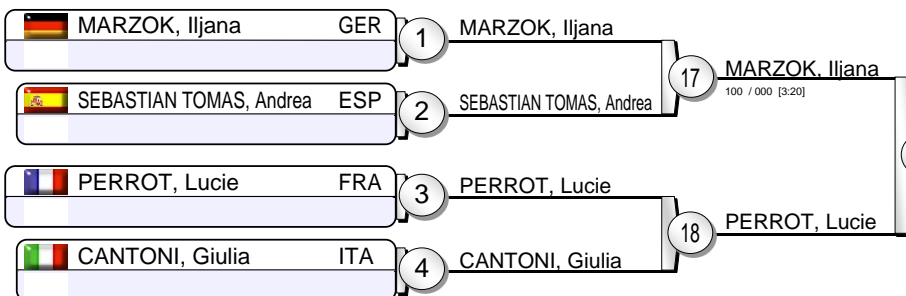 MARZOK, Iljana GER 1 MARZOK, Iljana
17 MARZOK, Iljana
100 / 000 [3:20]
SEBASTIAN TOMAS, Andrea ESP 2 SEBASTIAN TOMAS, Andrea
PERROT, Lucie FRA 3 PERROT, Lucie
18 PERROT, Lucie
CANTONI, Giulia ITA 4 CANTONI, Giulia